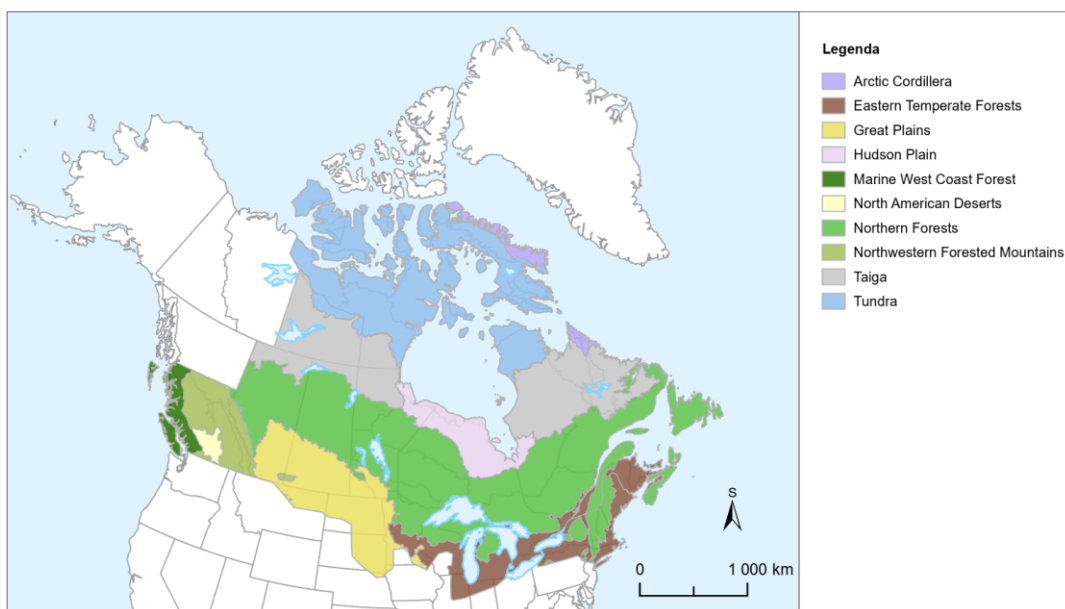 Legenda
Arctic Cordillera
Eastern Temperate Forests
Great Plains
Hudson Plain
Marine West Coast Forest
North American Deserts
Northern Forests
Northwestern Forested Mountains
Taiga
Tundra
S
0 1 000 km